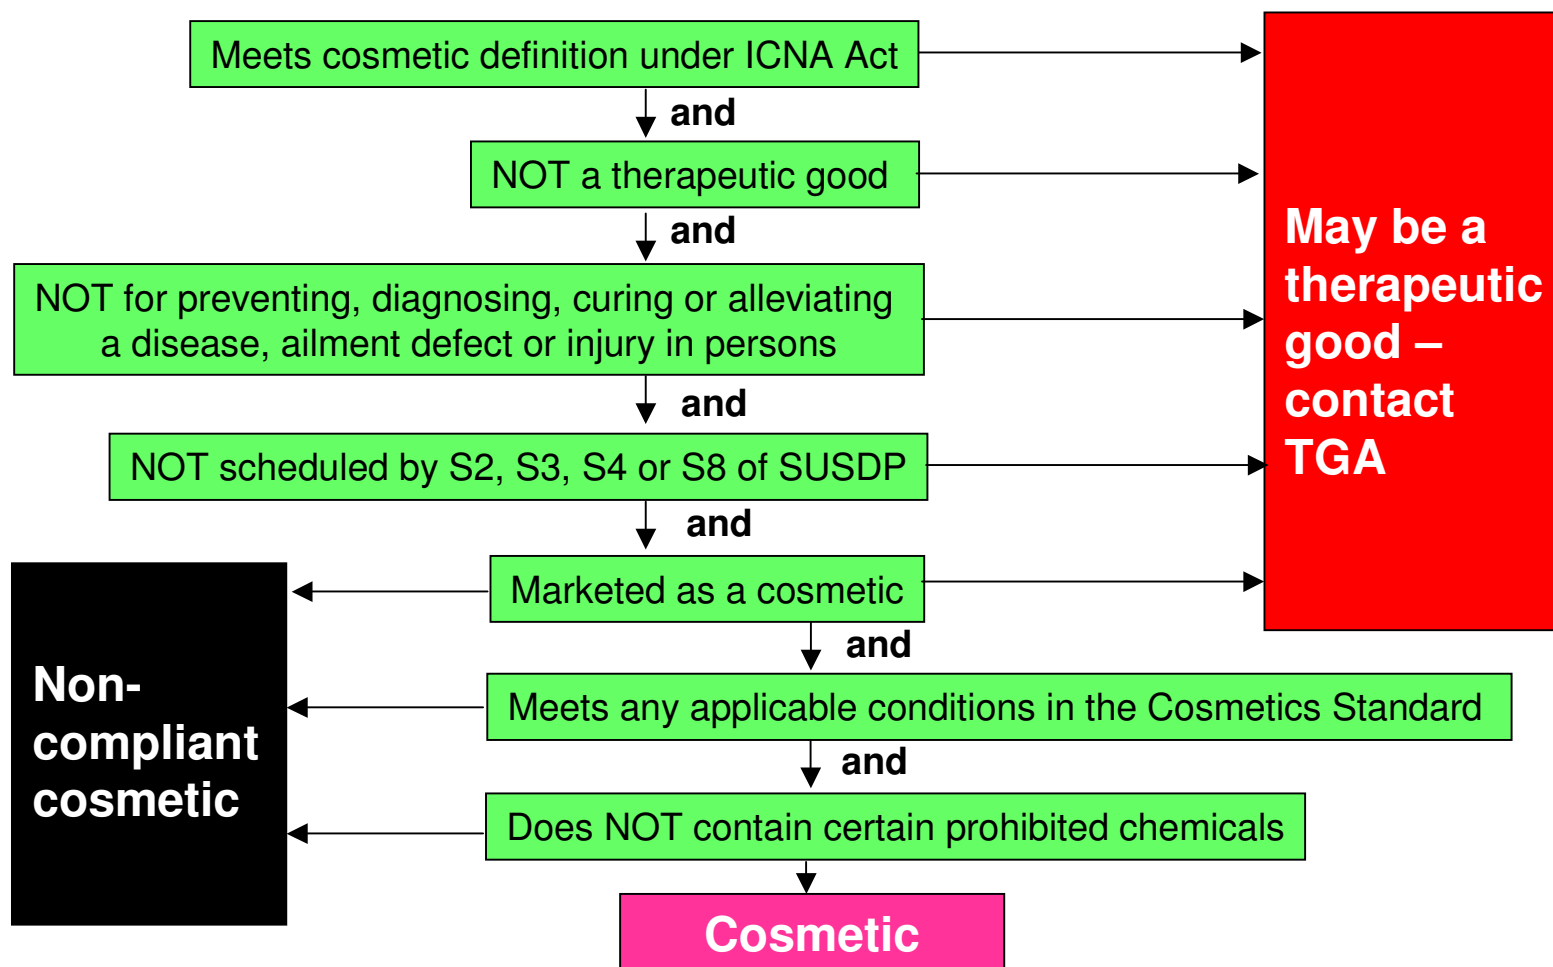 Meets cosmetic definition under ICNA Act
and
NOT a therapeutic good
and
NOT for preventing, diagnosing, curing or alleviating
a disease, ailment defect or injury in persons
and
NOT scheduled by S2, S3, S4 or S8 of SUSDP
and
Marketed as a cosmetic
and
Meets any applicable conditions in the Cosmetics Standard
and
Does NOT contain certain prohibited chemicals
Cosmetic
May be a
therapeutic
good –
contact
TGA
Non-
compliant
cosmetic